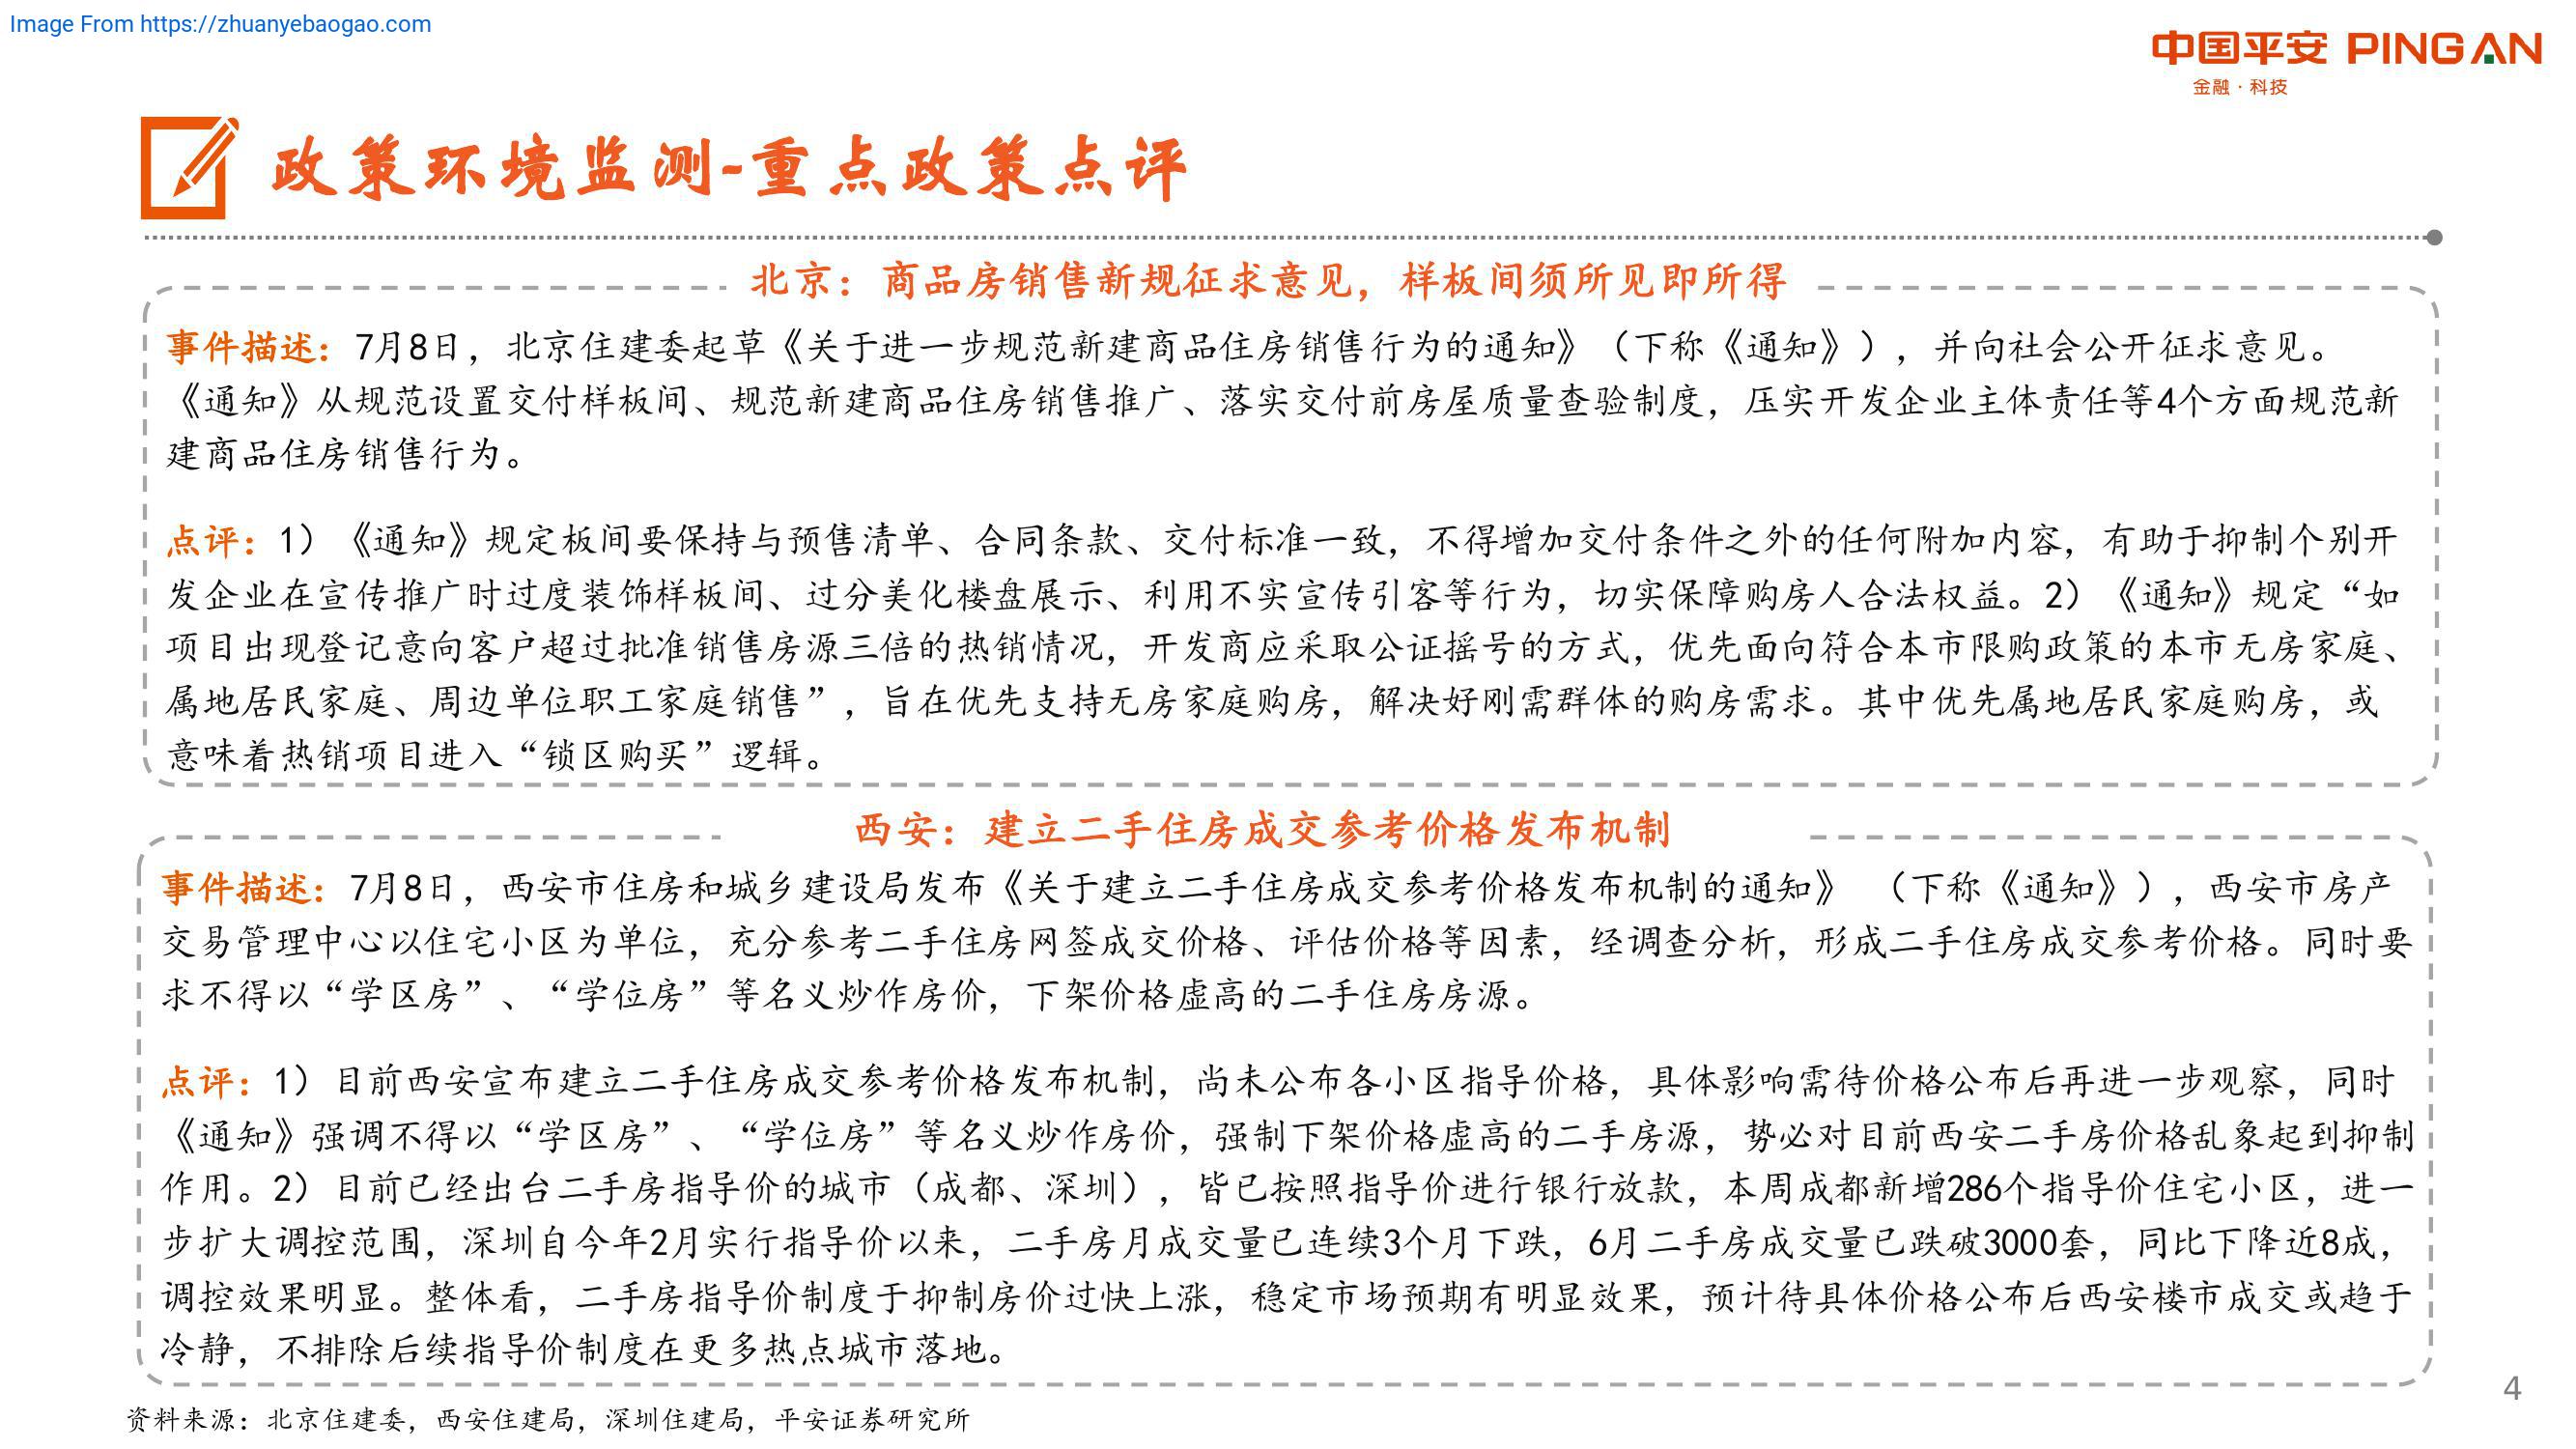 Image From https://zhuanyebaogao.com
中国平安 PINGAN
金融·科技
政策环境监测-重点政策点评
北京：商品房销售新规征求意见，样板间须所见即所得
事件描述：7月8日，北京住建委起草《关于进一步规范新建商品住房销售行为的通知》（下称《通知》），并向社会公开征求意见。
《通知》从规范设置交付样板间、规范新建商品住房销售推广、落实交付前房屋质量查验制度，压实开发企业主体责任等4个方面规范新
建商品住房销售行为。
点评：1）《通知》规定板间要保持与预售清单、合同条款、交付标准一致，不得增加交付条件之外的任何附加内容，有助于抑制个别开
发企业在宣传推广时过度装饰样板间、过分美化楼盘展示、利用不实宣传引客等行为，切实保障购房人合法权益。2）《通知》规定“如
项目出现登记意向客户超过批准销售房源三倍的热销情况，开发商应采取公证摇号的方式，优先面向符合本市限购政策的本市无房家庭、
属地居民家庭、周边单位职工家庭销售”，旨在优先支持无房家庭购房，解决好刚需群体的购房需求。其中优先属地居民家庭购房，或
意味着热销项目进入“锁区购买”逻辑。
西安：建立二手住房成交参考价格发布机制
事件描述：7月8日，西安市住房和城乡建设局发布《关于建立二手住房成交参考价格发布机制的通知》 （下称《通知》），西安市房产
交易管理中心以住宅小区为单位，充分参考二手住房网签成交价格、评估价格等因素，经调查分析，形成二手住房成交参考价格。同时要
求不得以“学区房”、“学位房”等名义炒作房价，下架价格虚高的二手住房房源。
点评：1）目前西安宣布建立二手住房成交参考价格发布机制，尚未公布各小区指导价格，具体影响需待价格公布后再进一步观察，同时
《通知》强调不得以“学区房”、“学位房”等名义炒作房价，强制下架价格虚高的二手房源，势必对目前西安二手房价格乱象起到抑制
作用。2）目前已经出台二手房指导价的城市（成都、深圳），皆已按照指导价进行银行放款，本周成都新增286个指导价住宅小区，进一
步扩大调控范围，深圳自今年2月实行指导价以来，二手房月成交量已连续3个月下跌，6月二手房成交量已跌破3000套，同比下降近8成，
调控效果明显。整体看，二手房指导价制度于抑制房价过快上涨，稳定市场预期有明显效果，预计待具体价格公布后西安楼市成交或趋于
冷静，不排除后续指导价制度在更多热点城市落地。
资料来源：北京住建委，西安住建局，深圳住建局，平安证券研究所
4